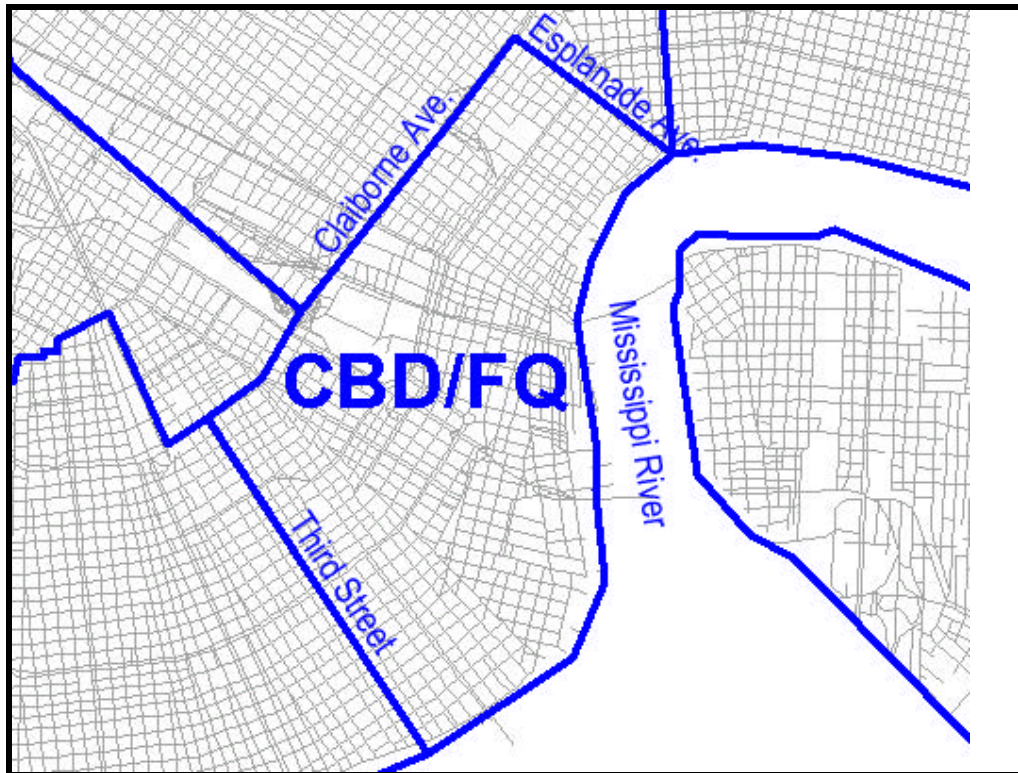 Esplanade Ave.
Claiborne Ave.
CBD/FQ
Mississippi River
Third Street